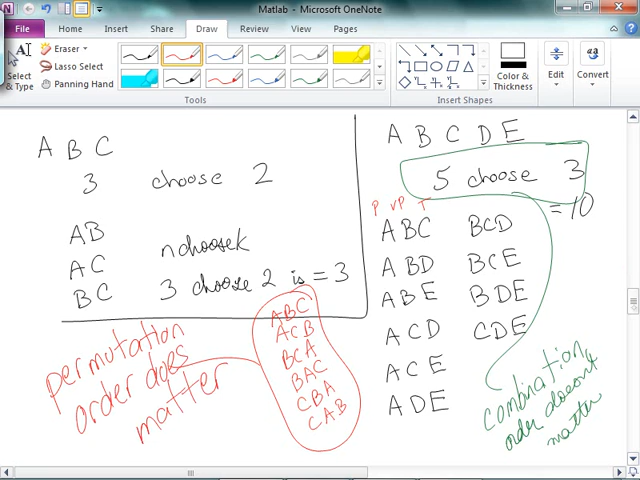 Matlab - Microsoft OneNote
File
Home
Insert
Share
Draw
Review
View
Pages
Select
& Type
Eraser
Lasso Select
Panning Hand
Tools
Insert Shapes
Color &
Thickness
Edit
Convert
A B C
3 choose 2
AB
AC
BC
nchoosek
3 choose 2 is = 3
permutation
order does
matter
ABC
ACB
BCA
BAC
CBA
CAB
A B C D E
5 choose 3
= 10
P VP T
ABC
ABD
ABE
ACD
ACE
ADE
BCD
BCE
BDE
CDE
combination
order doesn't
matter